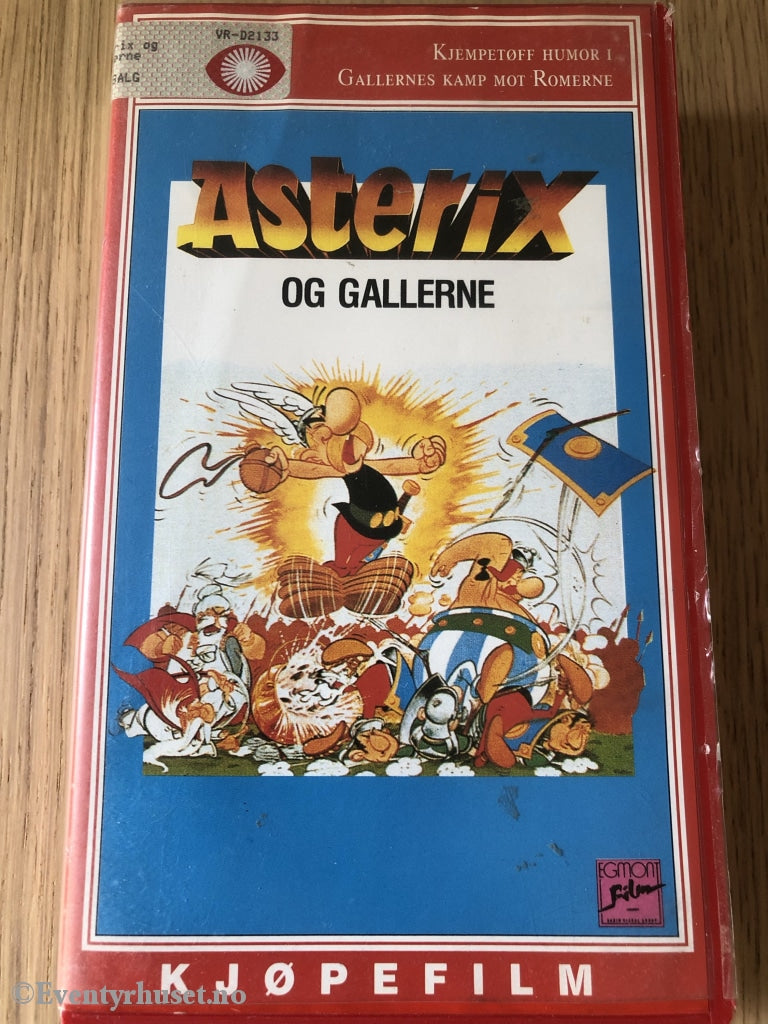 VR-D2133
KJEMPETØFF HUMOR I
GALLERNES KAMP MOT ROMERNE
Asterix
OG GALLERNE
EGMONT
film
KJØPEFILM
©Eventyrhuset.no